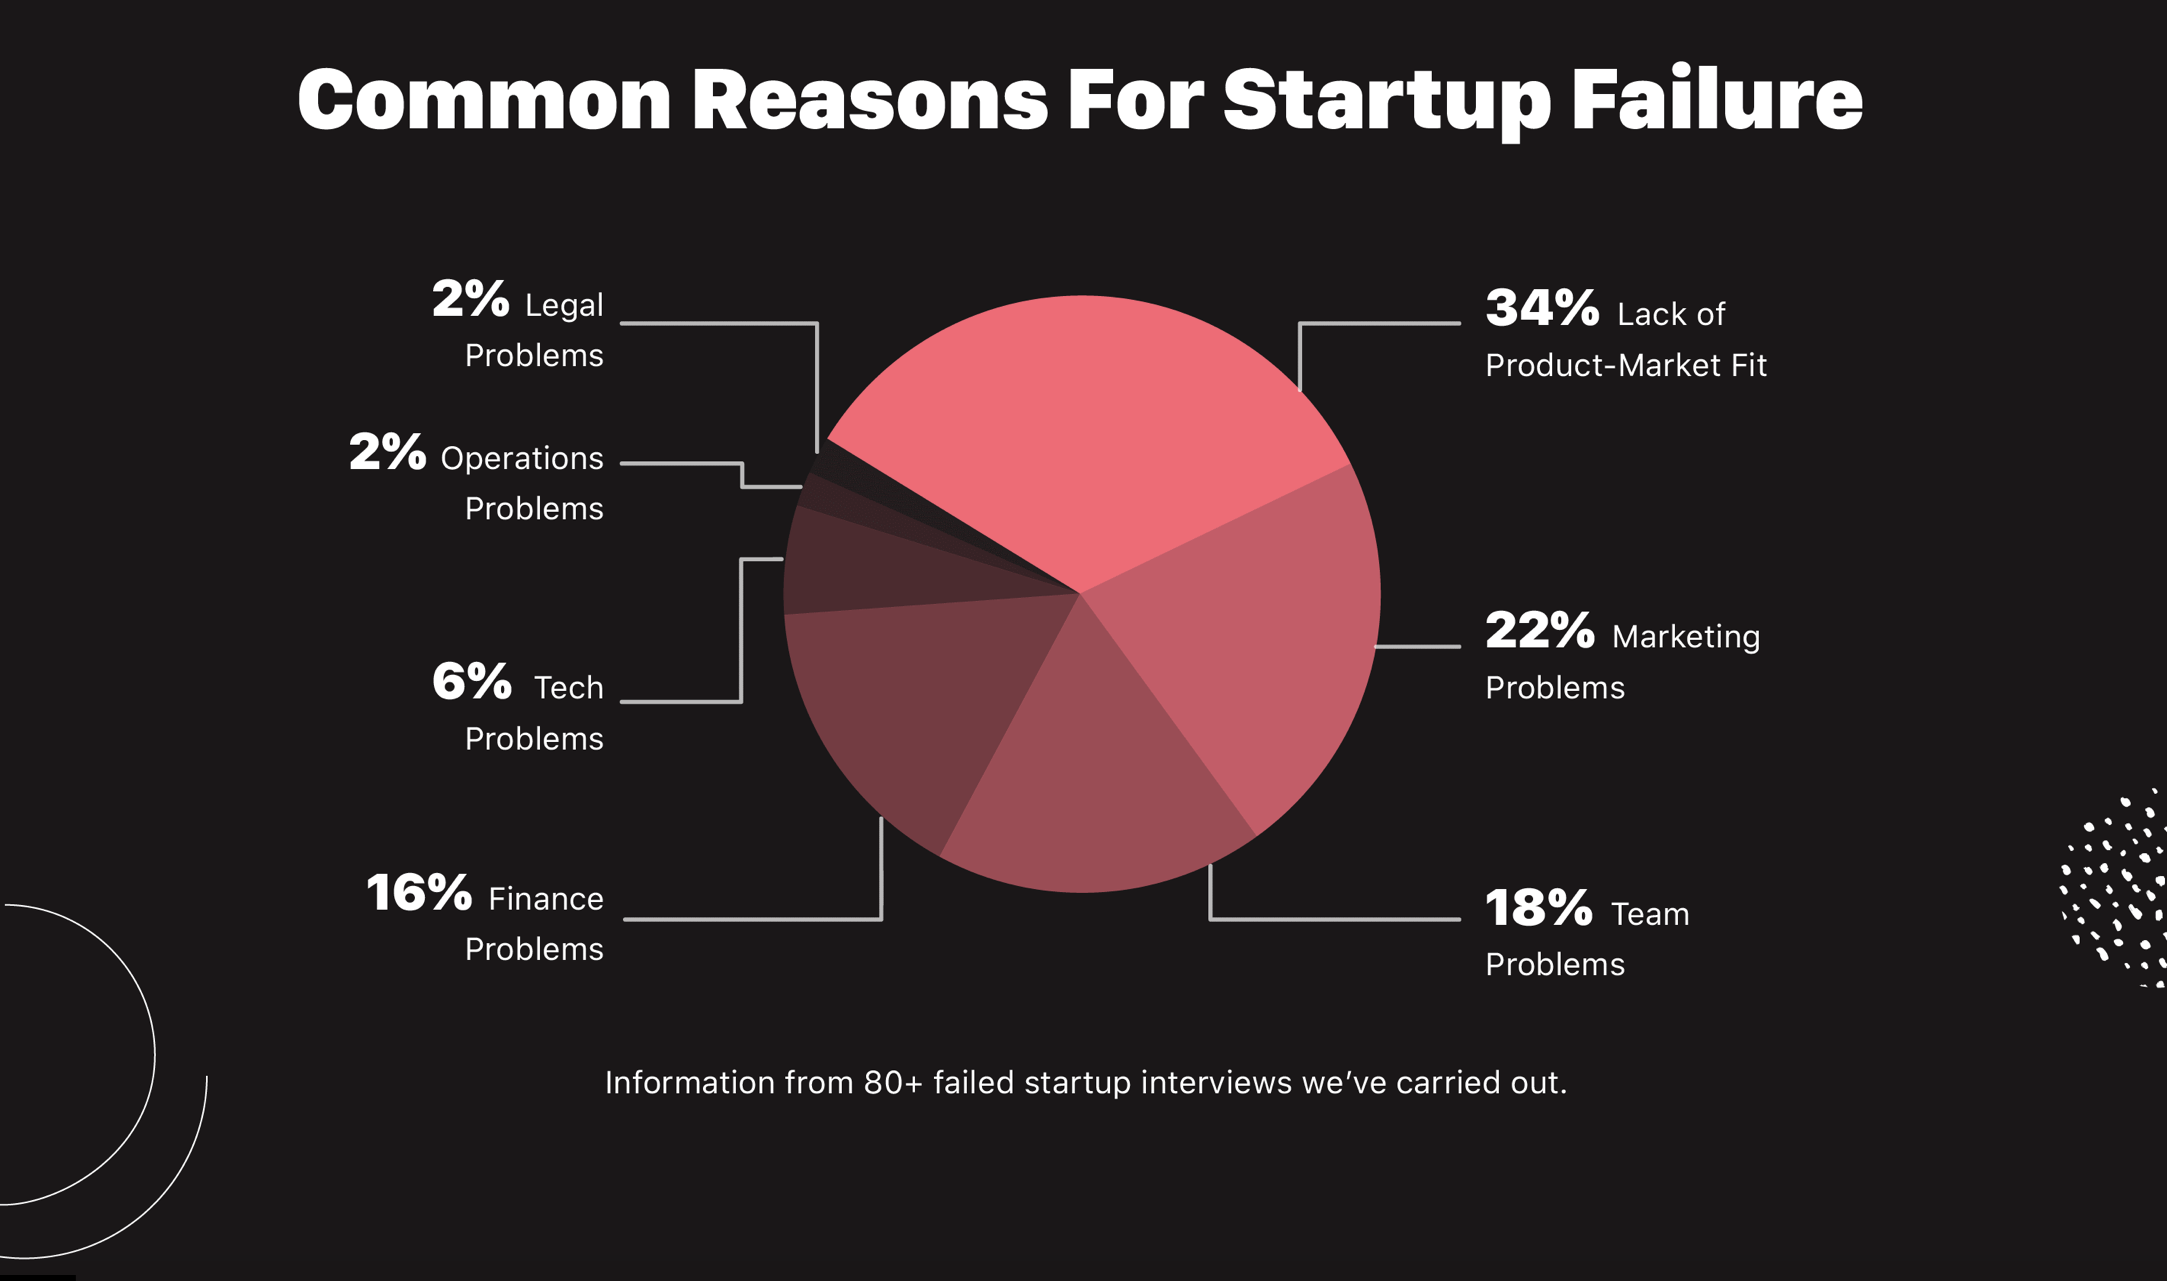 Common Reasons For Startup Failure
2% Legal
Problems
2% Operations
Problems
6% Tech
Problems
16% Finance
Problems
34% Lack of
Product-Market Fit
22% Marketing
Problems
18% Team
Problems
Information from 80+ failed startup interviews we’ve carried out.